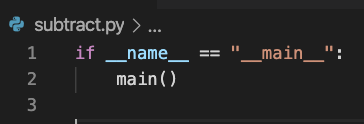 subtract.py > ...
1 if __name__ == "__main__":
2     main()
3